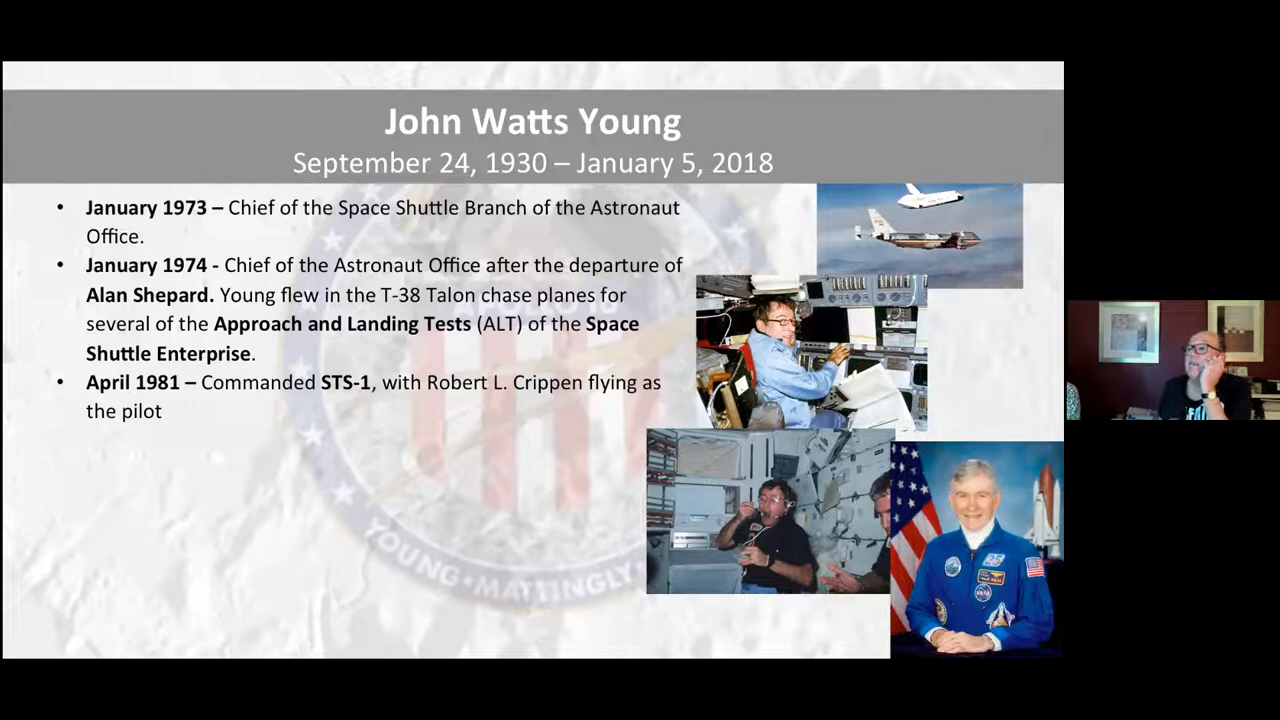 John Watts Young
September 24, 1930 – January 5, 2018
• January 1973 – Chief of the Space Shuttle Branch of the Astronaut
Office.
• January 1974 - Chief of the Astronaut Office after the departure of
Alan Shepard. Young flew in the T-38 Talon chase planes for
several of the Approach and Landing Tests (ALT) of the Space
Shuttle Enterprise.
• April 1981 – Commanded STS-1, with Robert L. Crippen flying as
the pilot
YOUNG • MATTINGLY